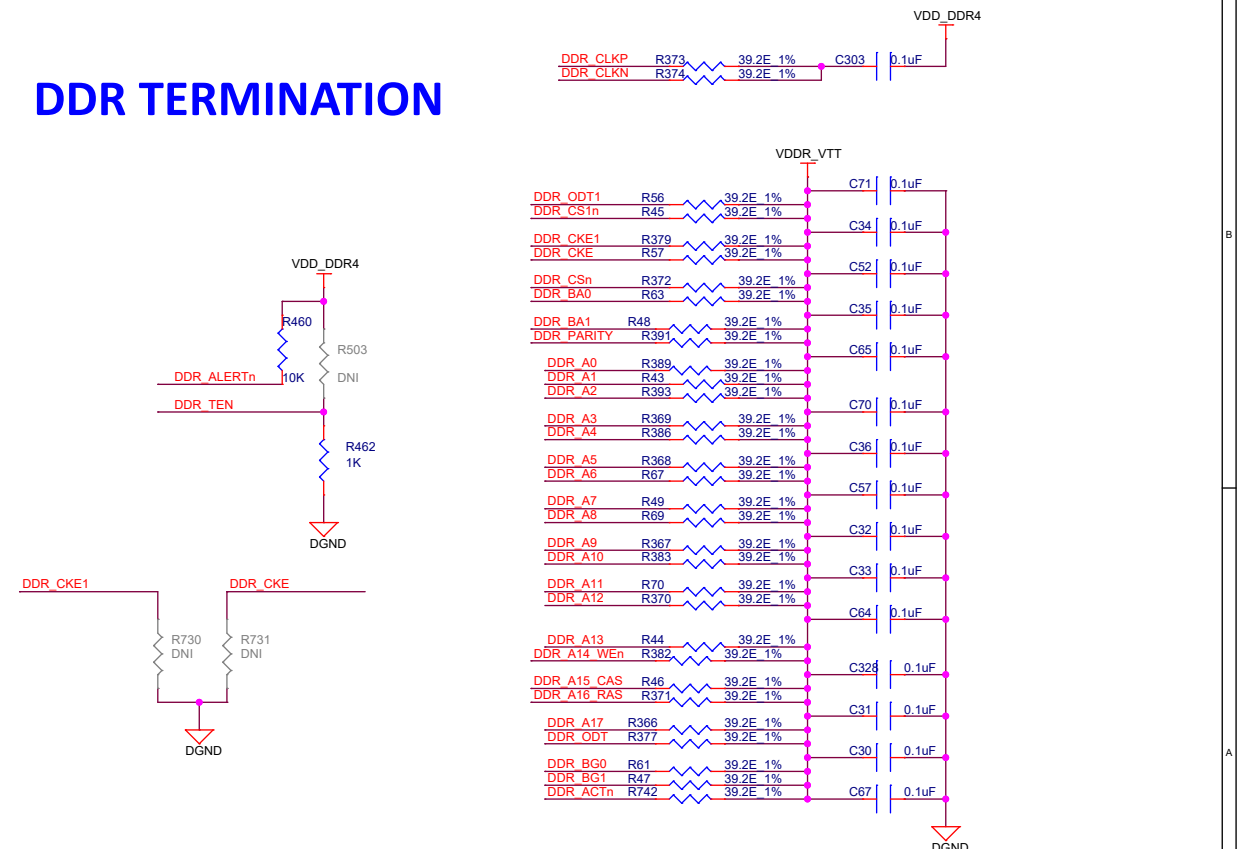 VDD_DDR4
DDR_CLKP R373 39.2E_1% C303 0.1uF
DDR_CLKN R374 39.2E_1%
DDR TERMINATION
VDDR_VTT
C71 0.1uF
DDR_ODT1 R56 39.2E_1%
DDR_CS1n R45 39.2E_1%
C34 0.1uF
DDR_CKE1 R379 39.2E_1%
DDR_CKE R57 39.2E_1%
C52 0.1uF
DDR_CSn R372 39.2E_1%
DDR_BA0 R63 39.2E_1%
C35 0.1uF
DDR_BA1 R48 39.2E_1%
DDR_PARITY R391 39.2E_1%
C65 0.1uF
DDR_A0 R389 39.2E_1%
DDR_A1 R43 39.2E_1%
DDR_A2 R393 39.2E_1%
C70 0.1uF
DDR_A3 R369 39.2E_1%
DDR_A4 R386 39.2E_1%
C36 0.1uF
DDR_A5 R368 39.2E_1%
DDR_A6 R67 39.2E_1%
C57 0.1uF
DDR_A7 R49 39.2E_1%
DDR_A8 R69 39.2E_1%
C32 0.1uF
DDR_A9 R367 39.2E_1%
DDR_A10 R383 39.2E_1%
C33 0.1uF
DDR_A11 R70 39.2E_1%
DDR_A12 R370 39.2E_1%
C64 0.1uF
DDR_A13 R44 39.2E_1%
DDR_A14_WEn R382 39.2E_1%
C328 0.1uF
DDR_A15_CAS R46 39.2E_1%
DDR_A16_RAS R371 39.2E_1%
C31 0.1uF
DDR_A17 R366 39.2E_1%
DDR_ODT R377 39.2E_1%
C30 0.1uF
DDR_BG0 R61 39.2E_1%
DDR_BG1 R47 39.2E_1%
DDR_ACTn R742 39.2E_1%
C67 0.1uF
DGND
VDD_DDR4
R460
R503
DDR_ALERTn 10K DNI
DDR_TEN
R462
1K
DGND
DDR_CKE1 DDR_CKE
R730 R731
DNI DNI
DGND
B
A